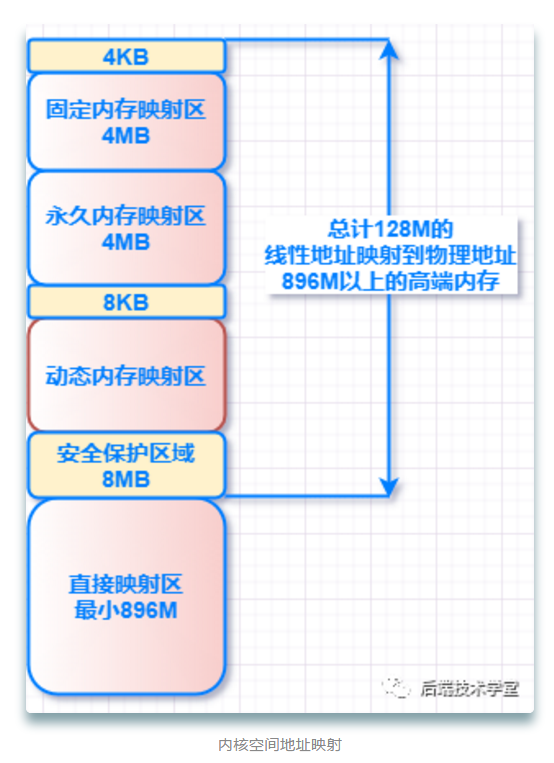 4KB
固定内存映射区
4MB
永久内存映射区
4MB
8KB
动态内存映射区
安全保护区域
8MB
直接映射区
最小896M
总计128M的
线性地址映射到物理地址
896M以上的高端内存
后端技术学堂
内核空间地址映射